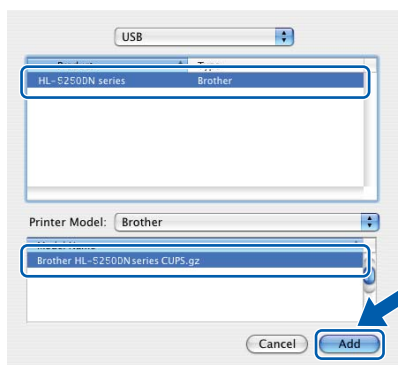 USB
HL-5250DN series Brother
Printer Model: Brother
Brother HL-5250DN series CUPS.gz
Cancel Add